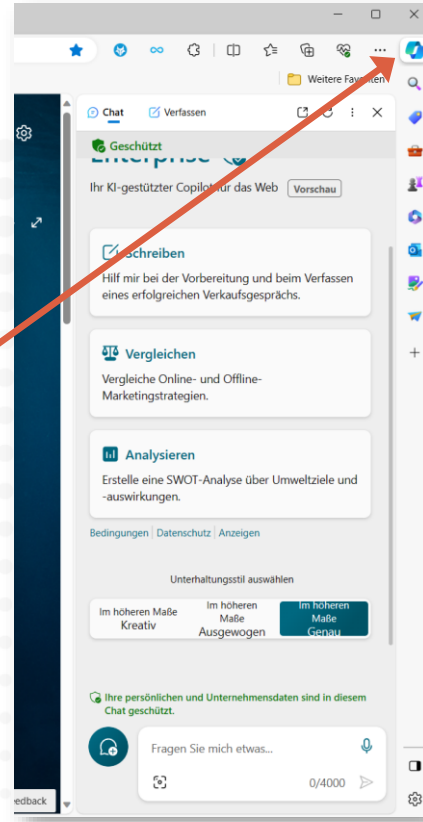 Weitere Favoriten
Chat
Verfassen
Geschützt
Enterprise
Ihr KI-gestützter Copilot für das Web
Vorschau
Schreiben
Hilf mir bei der Vorbereitung und beim Verfassen
eines erfolgreichen Verkaufsgesprächs.
Vergleichen
Vergleiche Online- und Offline-
Marketingstrategien.
Analysieren
Erstelle eine SWOT-Analyse über Umweltziele und
-auswirkungen.
Bedingungen Datenschutz Anzeigen
Unterhaltungsstil auswählen
Im höheren Maße
Kreativ
Im höheren
Maße
Ausgewogen
Im höheren
Maße
Genau
Ihre persönlichen und Unternehmensdaten sind in diesem
Chat geschützt.
Fragen Sie mich etwas...
0/4000
eedback